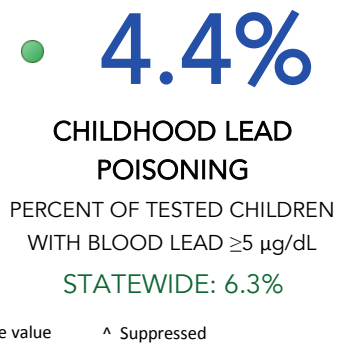 4.4%
CHILDHOOD LEAD
POISONING
PERCENT OF TESTED CHILDREN
WITH BLOOD LEAD ≥5 µg/dL
STATEWIDE: 6.3%
value ^ Suppressed